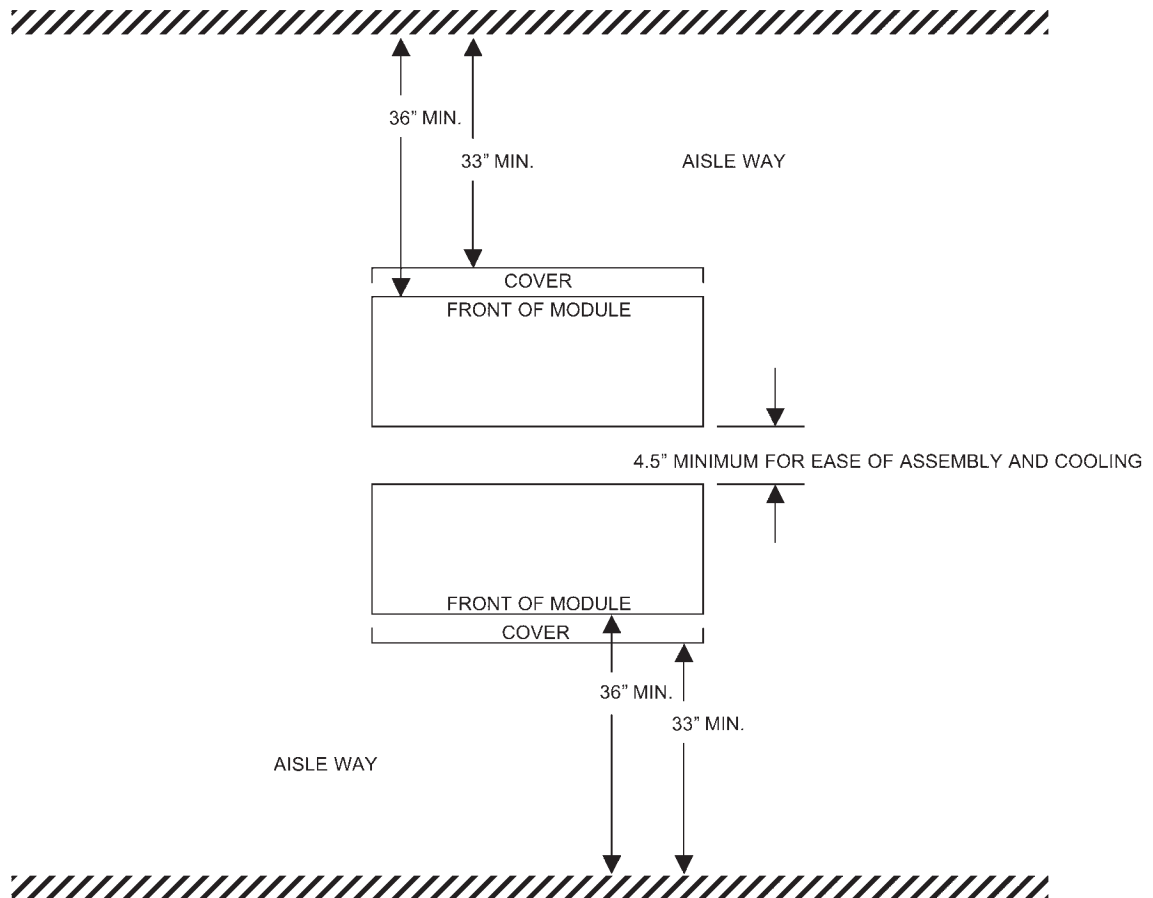 36” MIN.
33” MIN.
AISLE WAY
COVER
FRONT OF MODULE
4.5” MINIMUM FOR EASE OF ASSEMBLY AND COOLING
FRONT OF MODULE
COVER
36” MIN.
33” MIN.
AISLE WAY